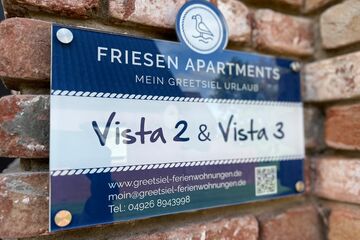 FRIESEN APARTMENTS
MEIN GREETSIEL URLAUB
Vista 2 & Vista 3
www.greetsiel-ferienwohnungen.de
moin@greetsiel-ferienwohnungen.de
Tel.: 04926 8943998